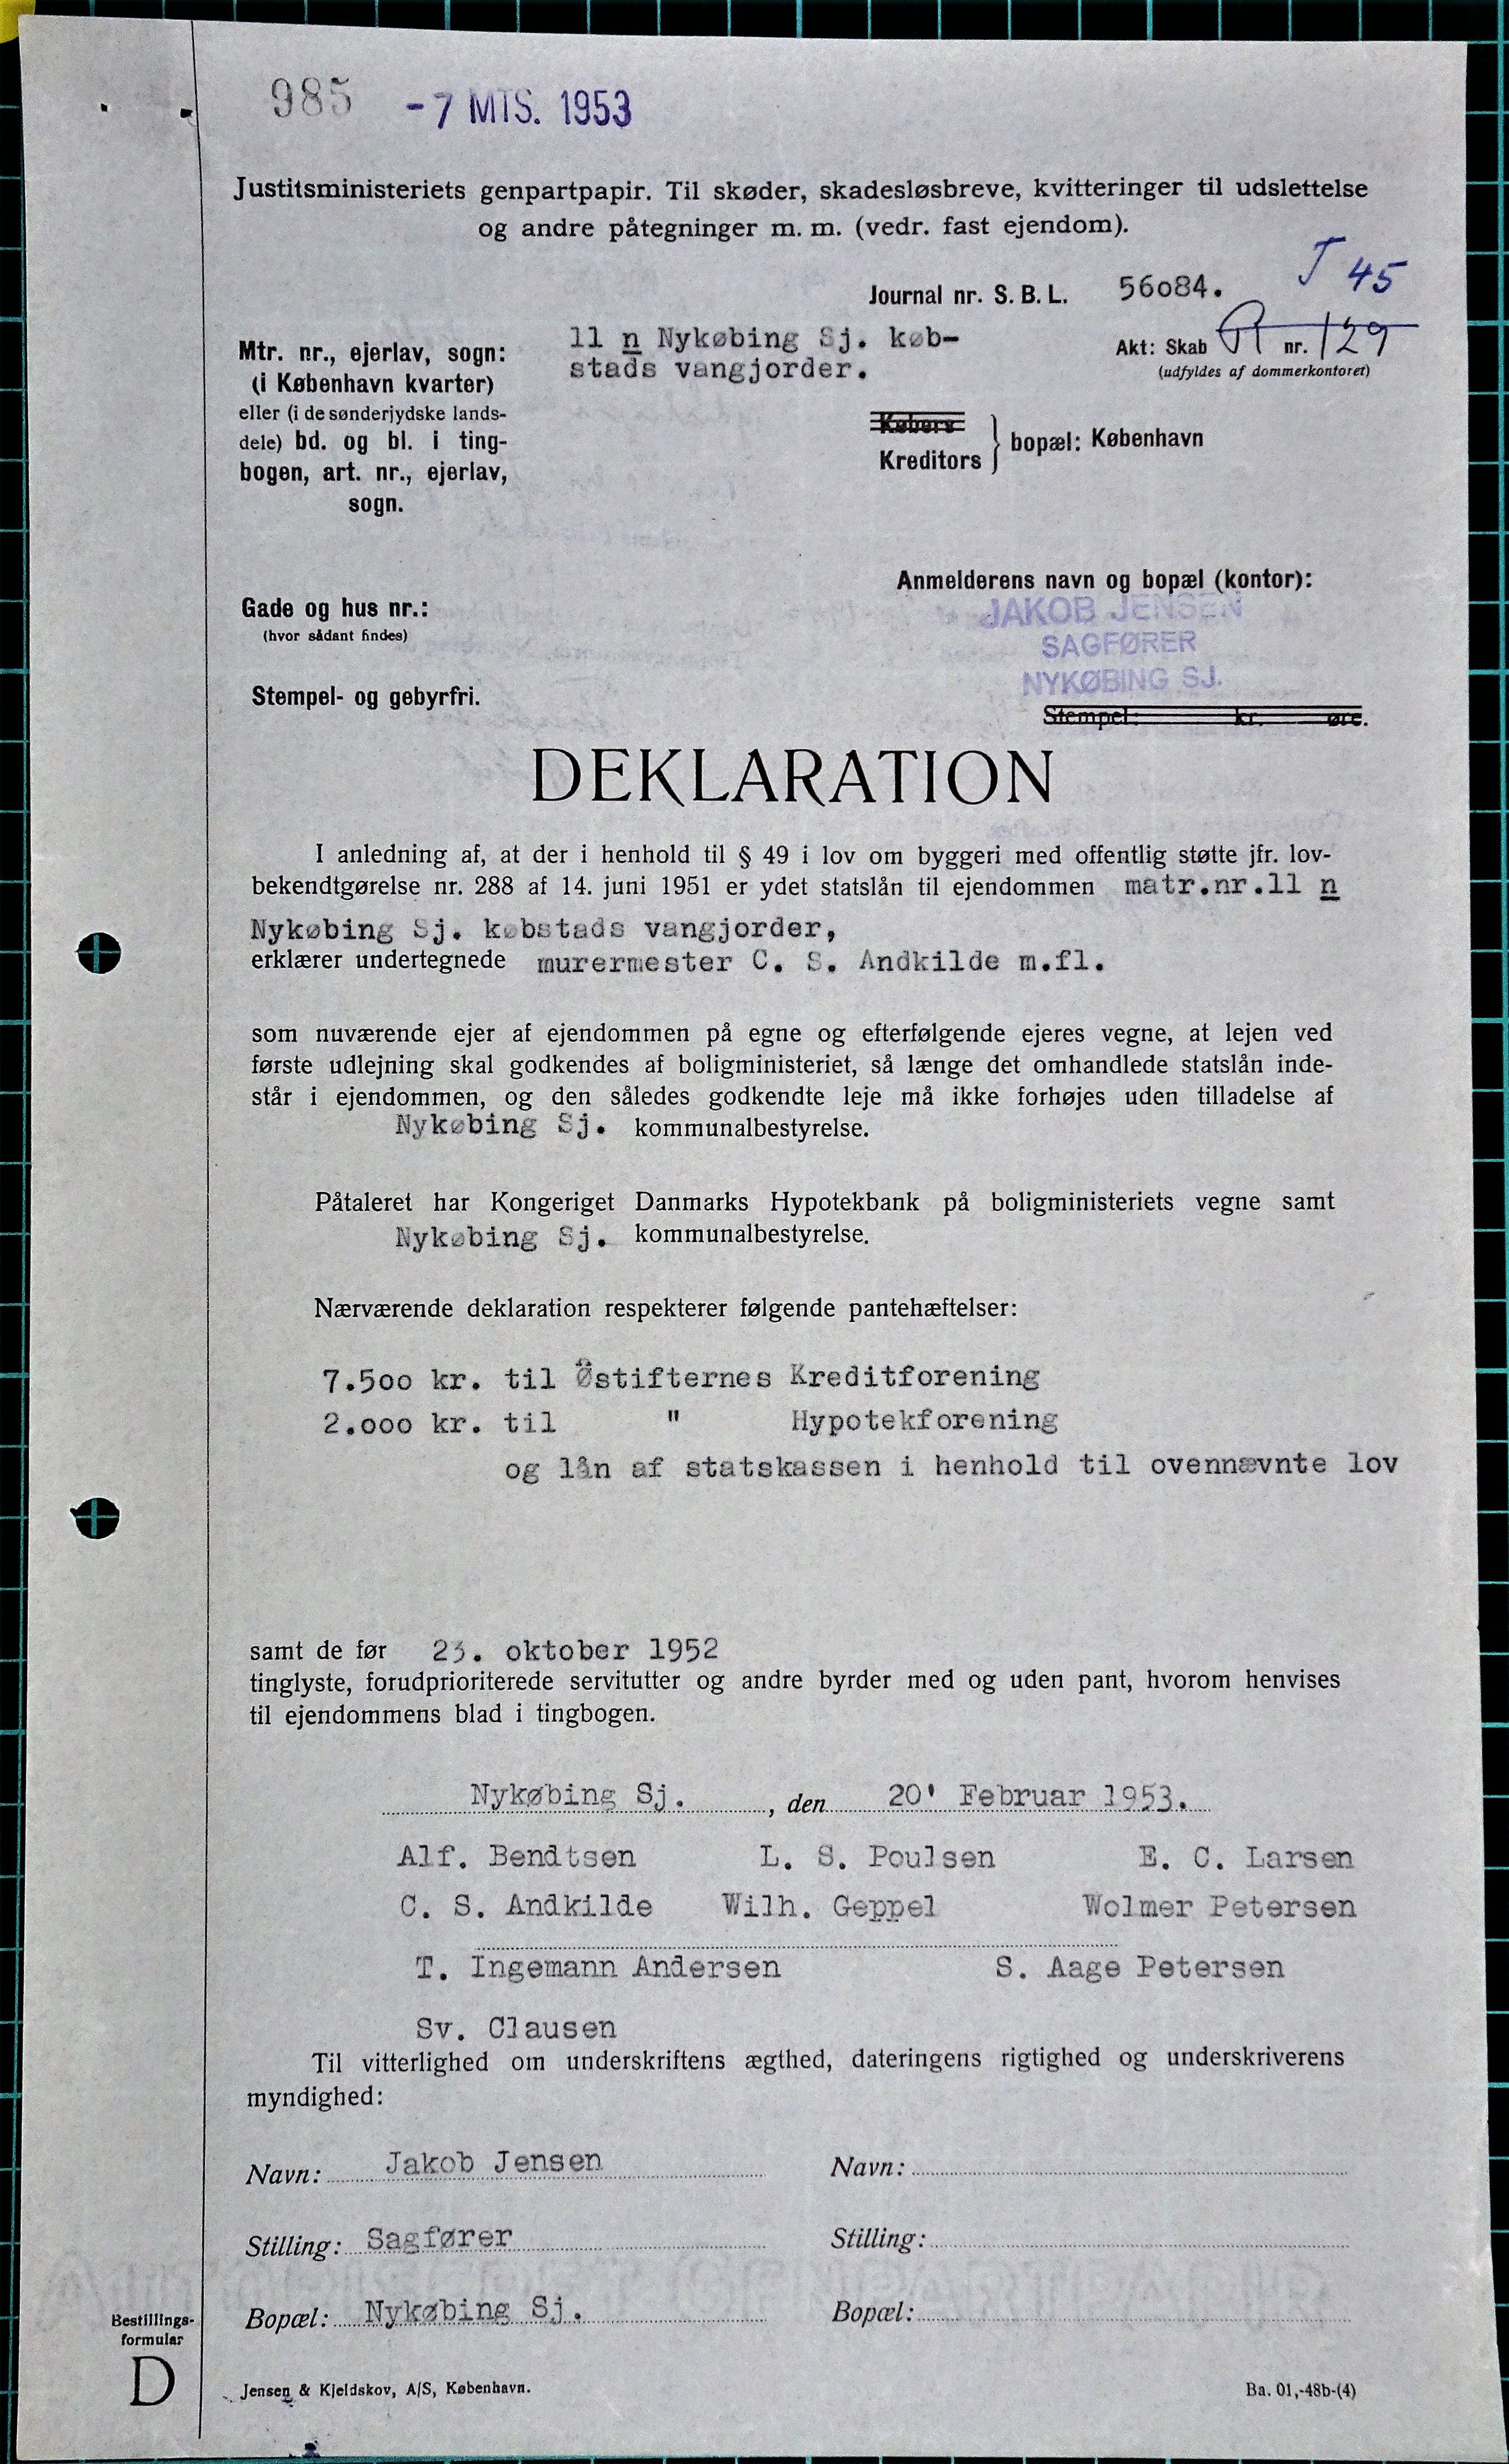 985 - 7 MTS. 1953
Justitsministeriets genpartpapir. Til skøder, skadesløsbreve, kvitteringer til udslettelse
og andre påtegninger m. m. (vedr. fast ejendom).
Journal nr. S. B. L. 56o84. T 45
Mtr. nr., ejerlav, sogn:
(i København kvarter)
eller (i de sønderjydske lands-
dele) bd. og bl. i ting-
bogen, art. nr., ejerlav,
sogn.
11 n Nykøbing Sj. køb-
stads vangjorder.
Akt: Skab nr. 129
(udfyldes af dommerkontoret)
Købers
Kreditors
bopæl: København
Anmelderens navn og bopæl (kontor):
JAKOB JENSEN
SAGFØRER
NYKØBING SJ.
Gade og hus nr.:
(hvor sådant findes)
Stempel- og gebyrfri.
Stempel: kr. øre.
DEKLARATION
I anledning af, at der i henhold til § 49 i lov om byggeri med offentlig støtte jfr. lov-
bekendtgørelse nr. 288 af 14. juni 1951 er ydet statslån til ejendommen matr.nr.11 n
Nykøbing Sj. købstads vangjorder,
erklærer undertegnede murermester C. S. Andkilde m.fl.
som nuværende ejer af ejendommen på egne og efterfølgende ejeres vegne, at lejen ved
første udlejning skal godkendes af boligministeriet, så længe det omhandlede statslån inde-
står i ejendommen, og den således godkendte leje må ikke forhøjes uden tilladelse af
Nykøbing Sj. kommunalbestyrelse.
Påtaleret har Kongeriget Danmarks Hypotekbank på boligministeriets vegne samt
Nykøbing Sj. kommunalbestyrelse.
Nærværende deklaration respekterer følgende pantehæftelser:
7.5oo kr. til Østifternes Kreditforening
2.ooo kr. til " Hypotekforening
og lån af statskassen i henhold til ovennævnte lov
samt de før 23. oktober 1952
tinglyste, forudprioriterede servitutter og andre byrder med og uden pant, hvorom henvises
til ejendommens blad i tingbogen.
Nykøbing Sj. , den 20' Februar 1953.
Alf. Bendtsen L. S. Poulsen E. C. Larsen
C. S. Andkilde Wilh. Geppel Wolmer Petersen
T. Ingemann Andersen S. Aage Petersen
Sv. Clausen
Til vitterlighed om underskriftens ægthed, dateringens rigtighed og underskriverens
myndighed:
Navn: Jakob Jensen Navn:
Stilling: Sagfører Stilling:
Bopæl: Nykøbing Sj. Bopæl:
Bestillings-
formular
D
Jensen & Kjeldskov, A/S, København. Ba. 01,-48b-(4)